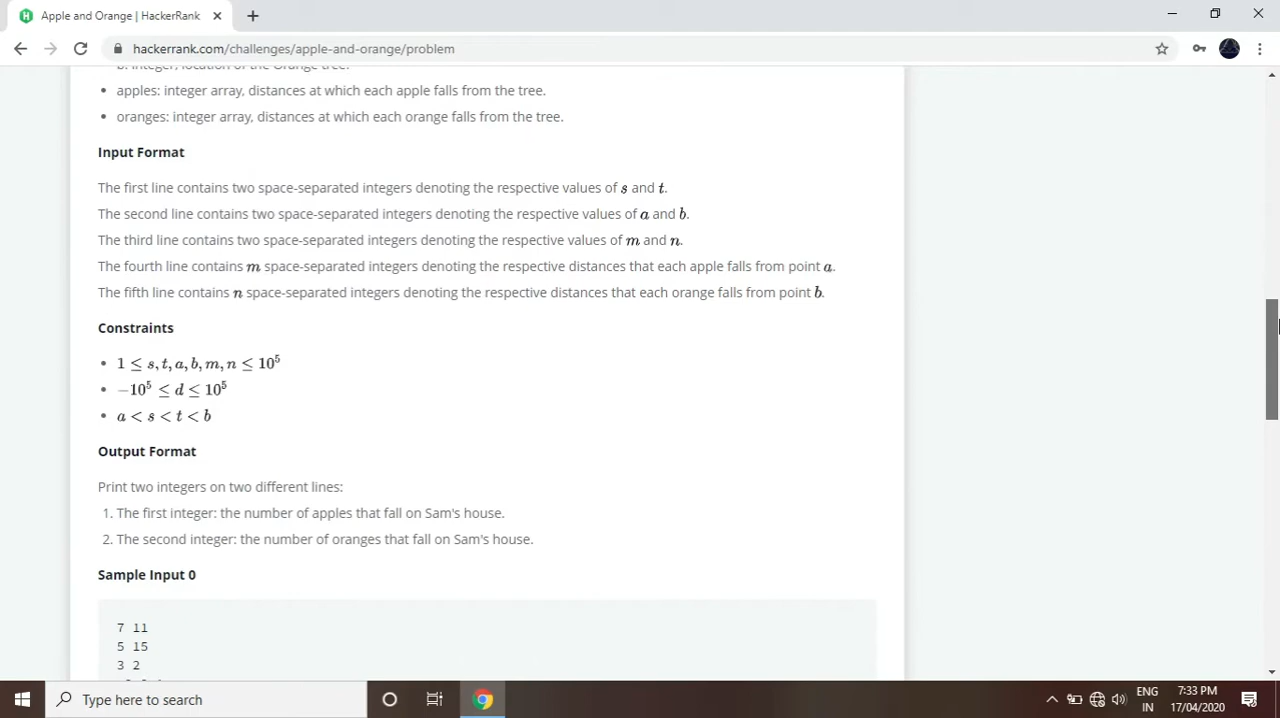 Apple and Orange | HackerRank
hackerrank.com/challenges/apple-and-orange/problem
b: integer, location of the Orange tree.
• apples: integer array, distances at which each apple falls from the tree.
• oranges: integer array, distances at which each orange falls from the tree.
Input Format
The first line contains two space-separated integers denoting the respective values of s and t.
The second line contains two space-separated integers denoting the respective values of a and b.
The third line contains two space-separated integers denoting the respective values of m and n.
The fourth line contains m space-separated integers denoting the respective distances that each apple falls from point a.
The fifth line contains n space-separated integers denoting the respective distances that each orange falls from point b.
Constraints
• 1 ≤ s, t, a, b, m, n ≤ 10⁵
• −10⁵ ≤ d ≤ 10⁵
• a < s < t < b
Output Format
Print two integers on two different lines:
1. The first integer: the number of apples that fall on Sam's house.
2. The second integer: the number of oranges that fall on Sam's house.
Sample Input 0
7 11
5 15
3 2
Type here to search
ENG
IN
7:33 PM
17/04/2020